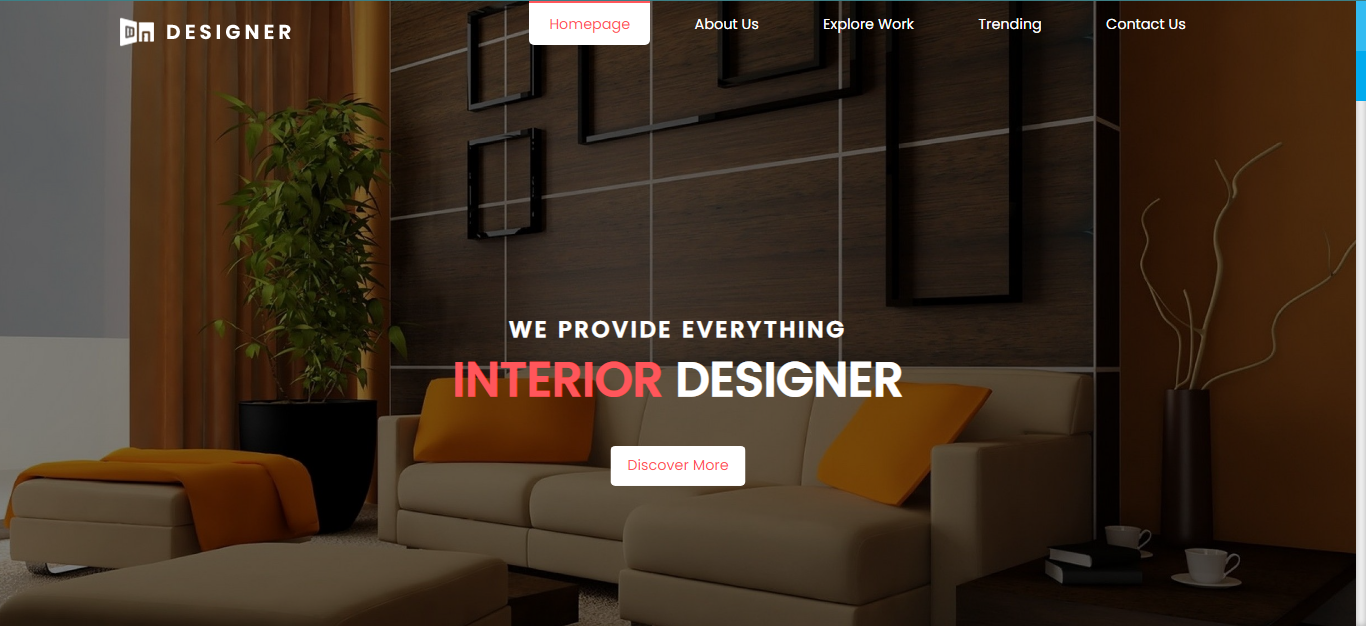 DESIGNER
Homepage About Us Explore Work Trending Contact Us
WE PROVIDE EVERYTHING
INTERIOR DESIGNER
Discover More